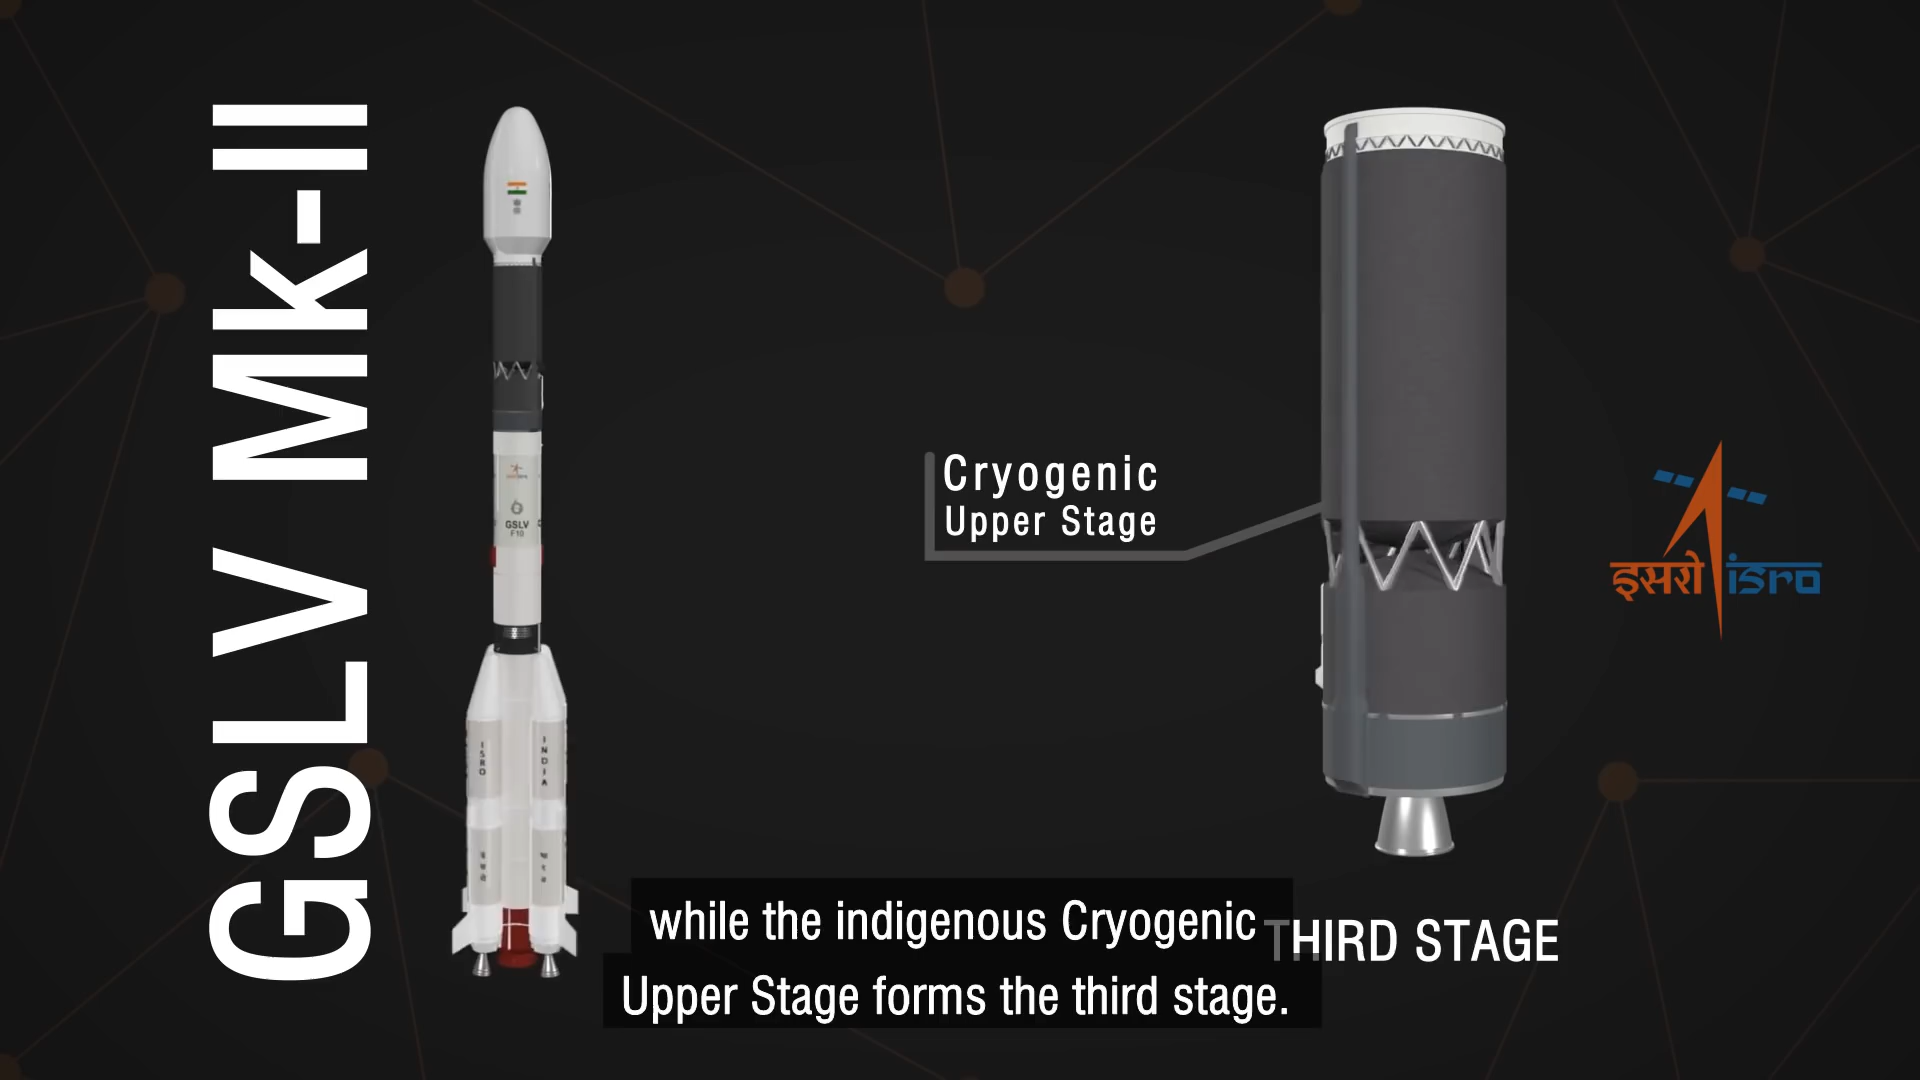 GSLV Mk-II
GSLV
F10
ISRO
INDIA
Cryogenic
Upper Stage
इसरो isro
THIRD STAGE
while the indigenous Cryogenic
Upper Stage forms the third stage.